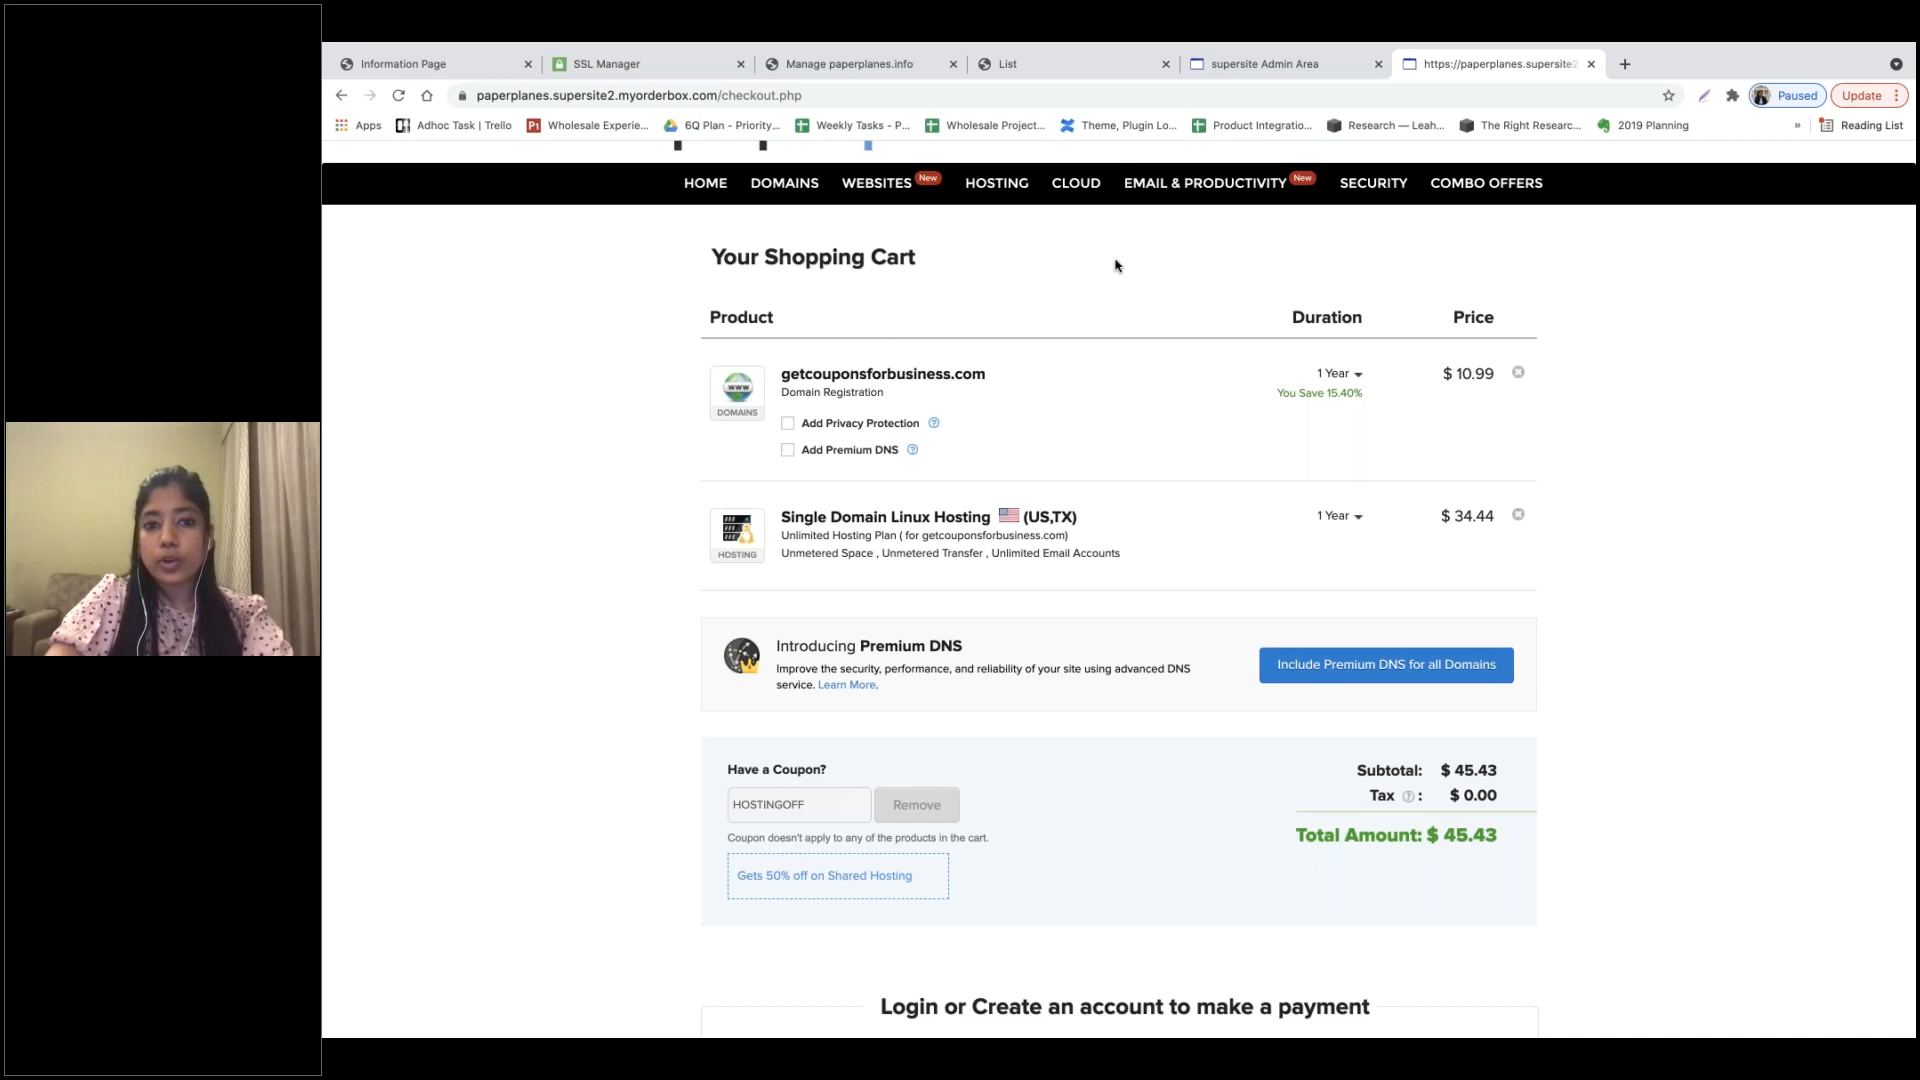 Information Page
SSL Manager
Manage paperplanes.info
List
supersite Admin Area
https://paperplanes.supersite2
paperplanes.supersite2.myorderbox.com/checkout.php
Paused
Update
Apps
Adhoc Task | Trello
Wholesale Experie...
6Q Plan - Priority...
Weekly Tasks - P...
Wholesale Project...
Theme, Plugin Lo...
Product Integratio...
Research — Leah...
The Right Researc...
2019 Planning
»
Reading List
HOME
DOMAINS
WEBSITES New
HOSTING
CLOUD
EMAIL & PRODUCTIVITY New
SECURITY
COMBO OFFERS
Your Shopping Cart
Product
Duration
Price
WWW
DOMAINS
getcouponsforbusiness.com
Domain Registration
1 Year
You Save 15.40%
$ 10.99
Add Privacy Protection ?
Add Premium DNS ?
HOSTING
Single Domain Linux Hosting (US,TX)
Unlimited Hosting Plan ( for getcouponsforbusiness.com)
Unmetered Space , Unmetered Transfer , Unlimited Email Accounts
1 Year
$ 34.44
Introducing Premium DNS
Improve the security, performance, and reliability of your site using advanced DNS
service. Learn More.
Include Premium DNS for all Domains
Have a Coupon?
HOSTINGOFF
Remove
Coupon doesn't apply to any of the products in the cart.
Gets 50% off on Shared Hosting
Subtotal: $ 45.43
Tax ? : $ 0.00
Total Amount: $ 45.43
Login or Create an account to make a payment